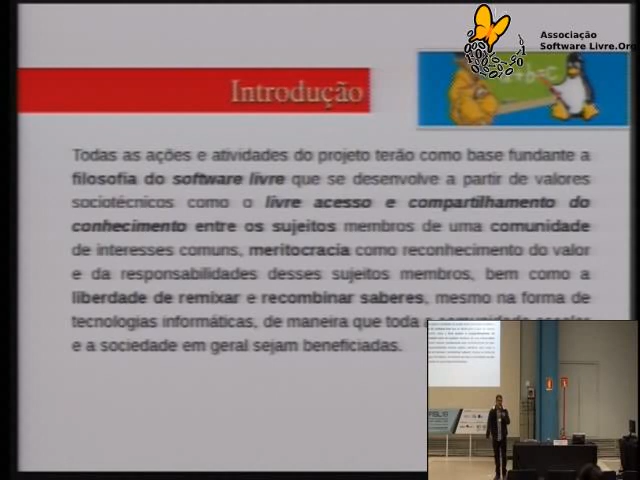 Associação
Software Livre.Org
Introdução
Todas as ações e atividades do projeto terão como base fundante a
filosofia do software livre que se desenvolve a partir de valores
sociotécnicos como o livre acesso e compartilhamento do
conhecimento entre os sujeitos membros de uma comunidade
de interesses comuns, meritocracia como reconhecimento do valor
e da responsabilidades desses sujeitos membros, bem como a
liberdade de remixar e recombinar saberes, mesmo na forma de
tecnologias informáticas, de maneira que toda
e a sociedade em geral sejam beneficiadas.